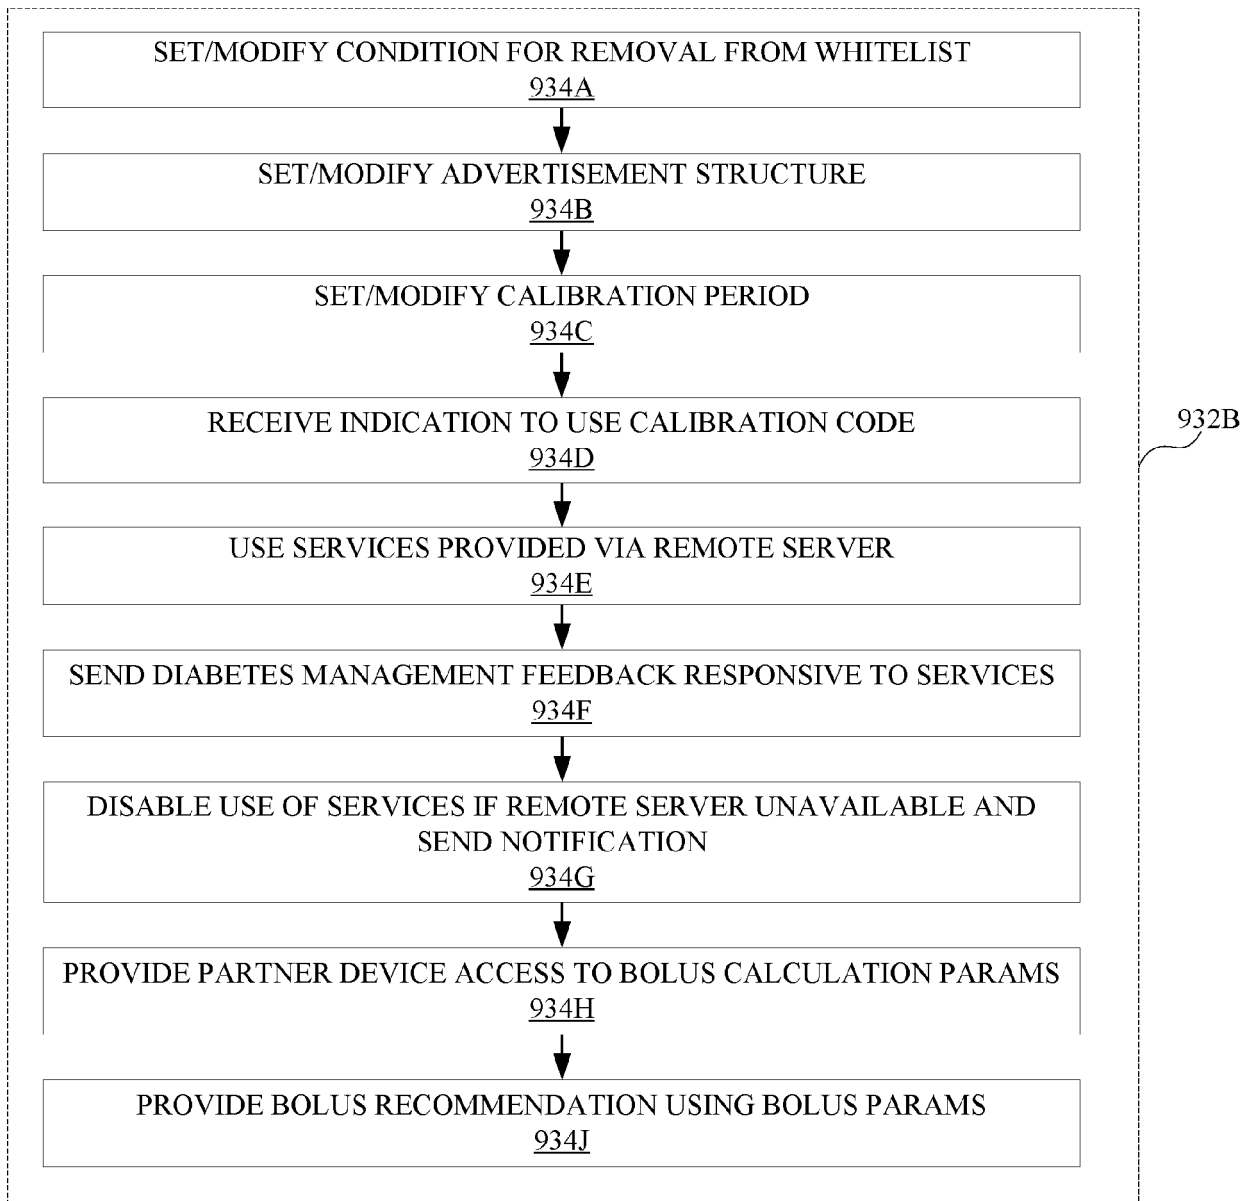 SET/MODIFY CONDITION FOR REMOVAL FROM WHITELIST
934A
SET/MODIFY ADVERTISEMENT STRUCTURE
934B
SET/MODIFY CALIBRATION PERIOD
934C
RECEIVE INDICATION TO USE CALIBRATION CODE
934D
932B
USE SERVICES PROVIDED VIA REMOTE SERVER
934E
SEND DIABETES MANAGEMENT FEEDBACK RESPONSIVE TO SERVICES
934F
DISABLE USE OF SERVICES IF REMOTE SERVER UNAVAILABLE AND
SEND NOTIFICATION
934G
PROVIDE PARTNER DEVICE ACCESS TO BOLUS CALCULATION PARAMS
934H
PROVIDE BOLUS RECOMMENDATION USING BOLUS PARAMS
934J